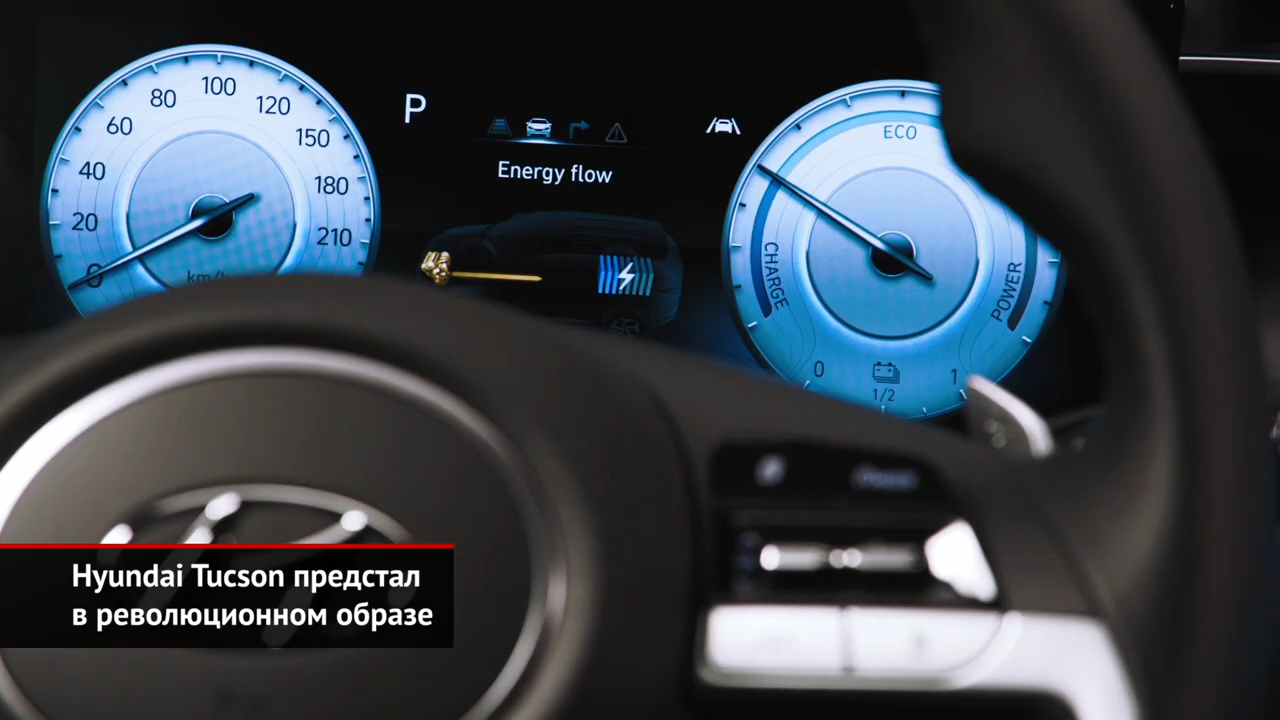 100
80
120
60
150
40
180
20
210
0
km/h
P
Energy flow
ECO
CHARGE
POWER
0
1
1/2
Hyundai Tucson предстал
в революционном образе